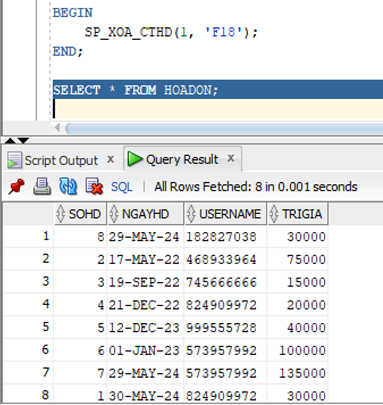 BEGIN
SP_XOA_CTHD(1, 'F18');
END;
SELECT * FROM HOADON;
Script Output x Query Result x
SQL | All Rows Fetched: 8 in 0.001 seconds
SOHD NGAYHD USERNAME TRIGIA
1 8 29-MAY-24 182827038 30000
2 2 17-MAY-22 468933964 75000
3 3 19-SEP-22 745666666 15000
4 4 21-DEC-22 824909972 20000
5 5 12-DEC-23 999555728 40000
6 6 01-JAN-23 573957992 100000
7 7 29-MAY-24 573957992 135000
8 1 30-MAY-24 824909972 30000